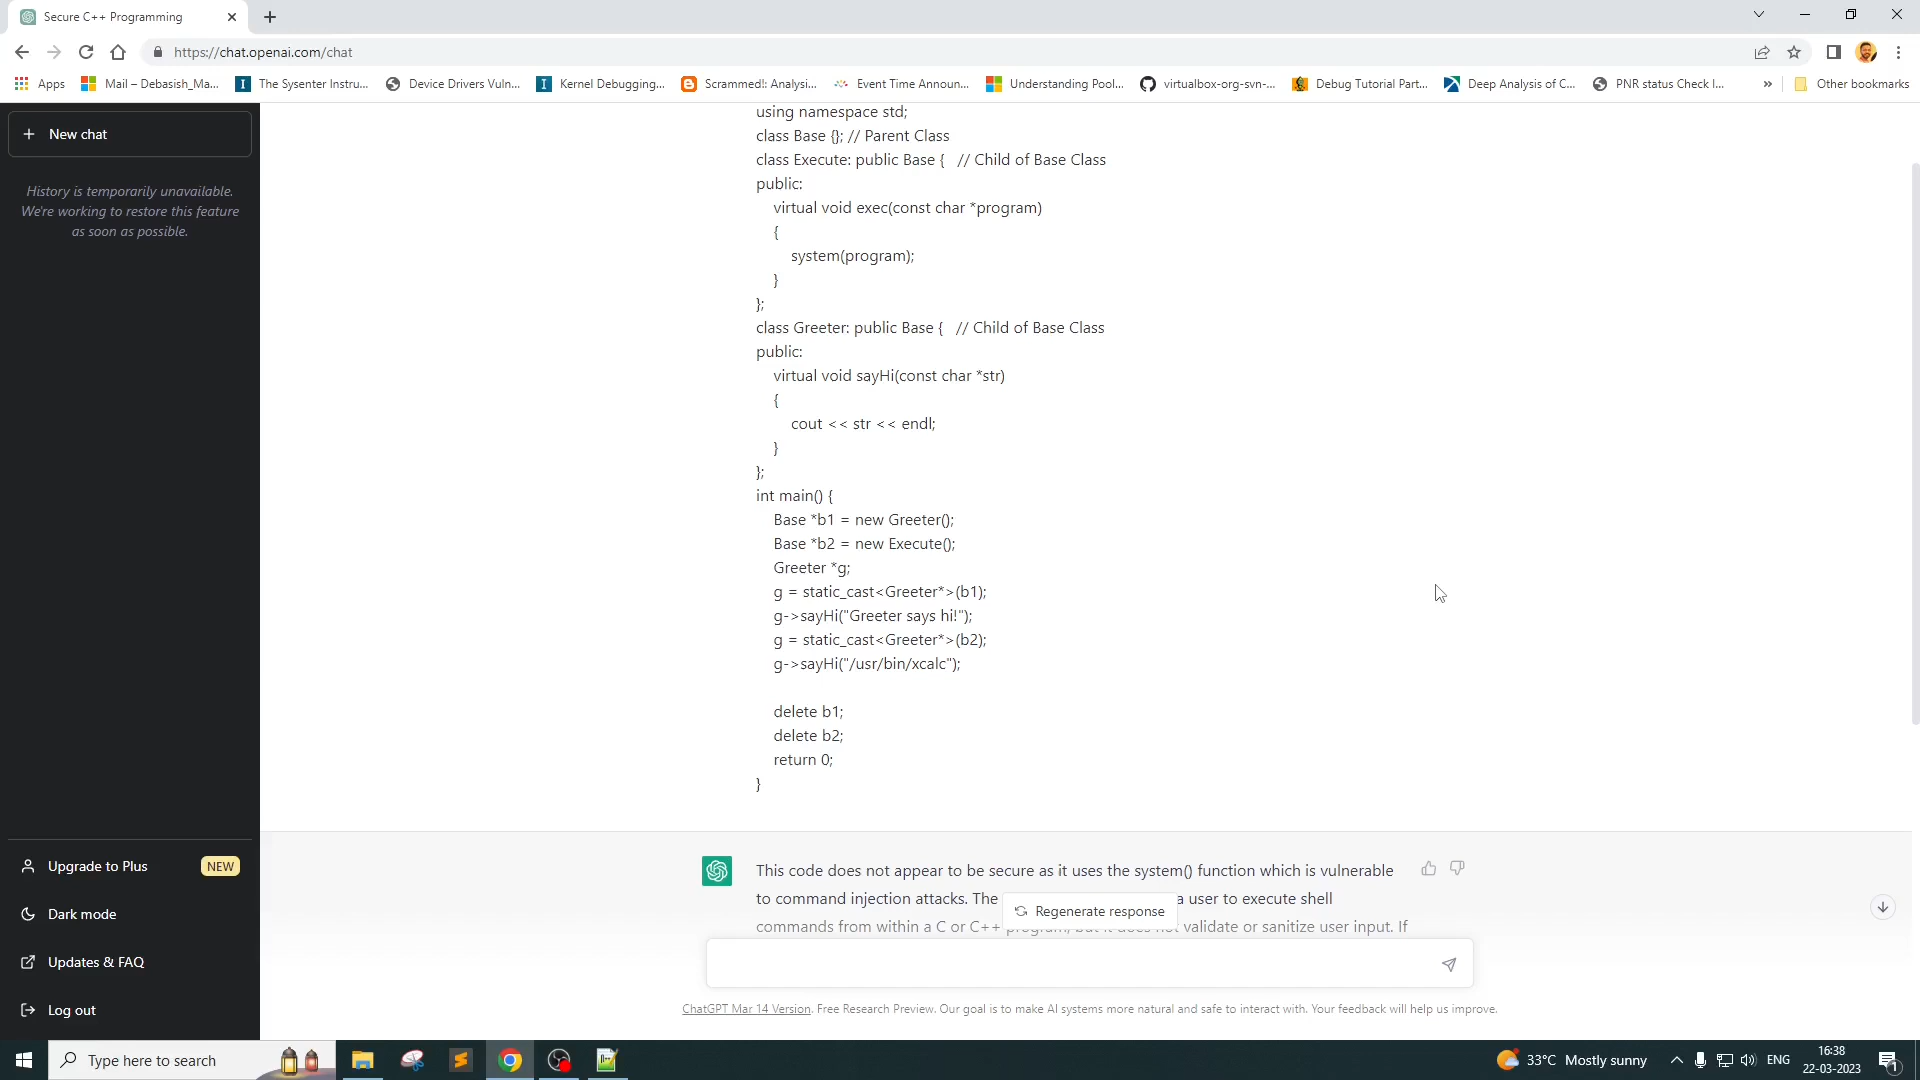 Secure C++ Programming
https://chat.openai.com/chat
Apps
Mail – Debasish_Ma...
The Sysenter Instru...
Device Drivers Vuln...
Kernel Debugging...
Scrammed!: Analysi...
Event Time Announ...
Understanding Pool...
virtualbox-org-svn-...
Debug Tutorial Part...
Deep Analysis of C...
PNR status Check I...
»
Other bookmarks
+ New chat
History is temporarily unavailable.
We're working to restore this feature
as soon as possible.
using namespace std;
class Base {}; // Parent Class
class Execute: public Base { // Child of Base Class
public:
virtual void exec(const char *program)
{
system(program);
}
};
class Greeter: public Base { // Child of Base Class
public:
virtual void sayHi(const char *str)
{
cout << str << endl;
}
};
int main() {
Base *b1 = new Greeter();
Base *b2 = new Execute();
Greeter *g;
g = static_cast<Greeter*>(b1);
g->sayHi("Greeter says hi!");
g = static_cast<Greeter*>(b2);
g->sayHi("/usr/bin/xcalc");
delete b1;
delete b2;
return 0;
}
This code does not appear to be secure as it uses the system() function which is vulnerable
to command injection attacks. The
a user to execute shell
Regenerate response
commands from within a C or C++
validate or sanitize user input. If
ChatGPT Mar 14 Version. Free Research Preview. Our goal is to make AI systems more natural and safe to interact with. Your feedback will help us improve.
Upgrade to Plus
NEW
Dark mode
Updates & FAQ
Log out
Type here to search
33°C Mostly sunny
ENG
16:38
22-03-2023
1